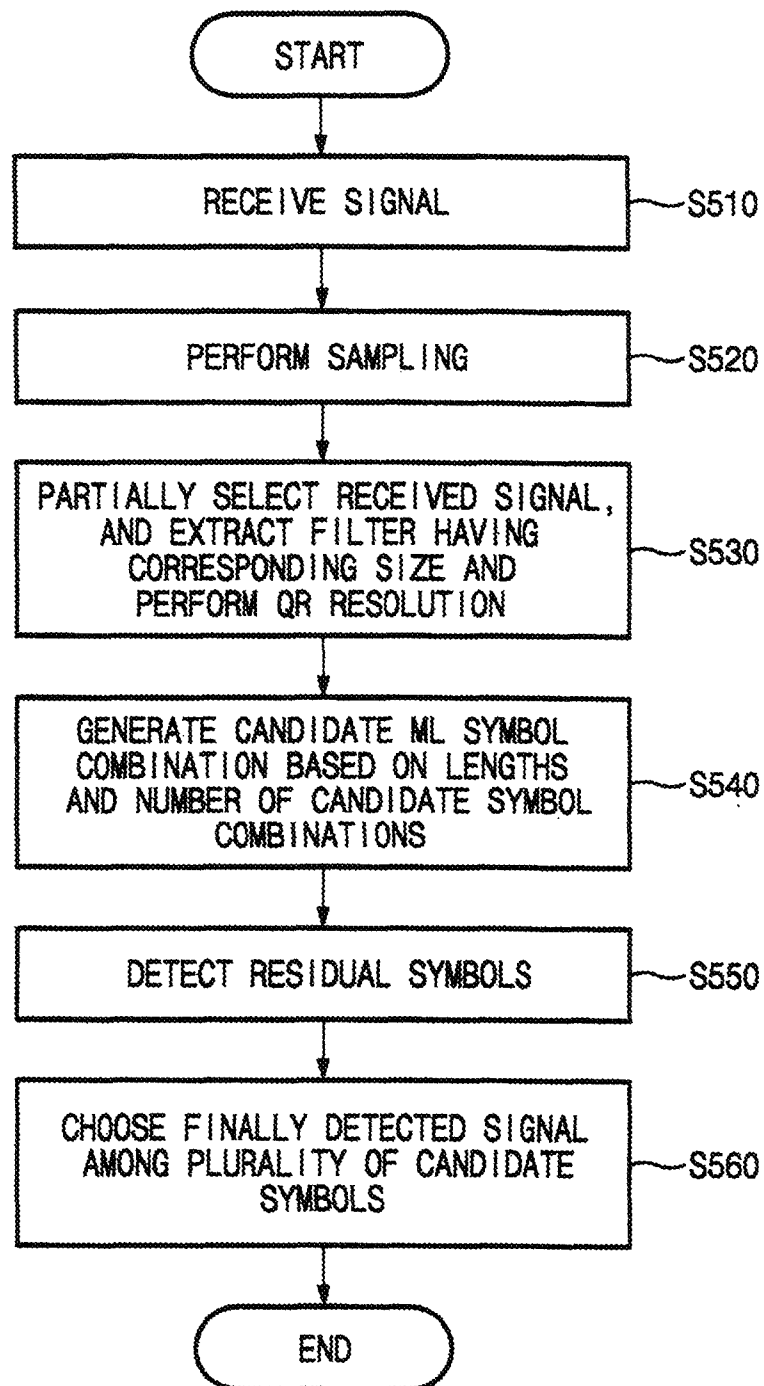 START
RECEIVE SIGNAL
S510
PERFORM SAMPLING
S520
PARTIALLY SELECT RECEIVED SIGNAL,
AND EXTRACT FILTER HAVING
CORRESPONDING SIZE AND
PERFORM QR RESOLUTION
S530
GENERATE CANDIDATE ML SYMBOL
COMBINATION BASED ON LENGTHS
AND NUMBER OF CANDIDATE SYMBOL
COMBINATIONS
S540
DETECT RESIDUAL SYMBOLS
S550
CHOOSE FINALLY DETECTED SIGNAL
AMONG PLURALITY OF CANDIDATE
SYMBOLS
S560
END